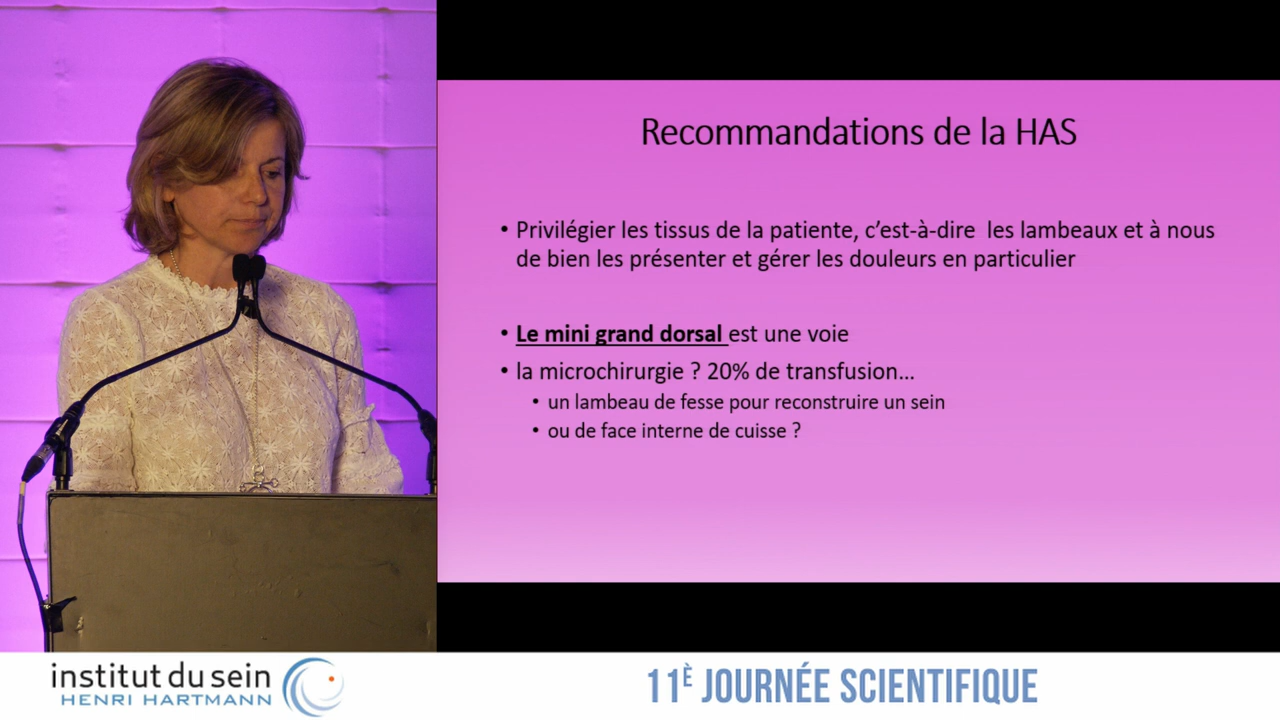 Recommandations de la HAS
• Privilégier les tissus de la patiente, c’est-à-dire  les lambeaux et à nous
de bien les présenter et gérer les douleurs en particulier
• Le mini grand dorsal est une voie
• la microchirurgie ? 20% de transfusion...
• un lambeau de fesse pour reconstruire un sein
• ou de face interne de cuisse ?
institut du sein
HENRI HARTMANN
11È JOURNÉE SCIENTIFIQUE